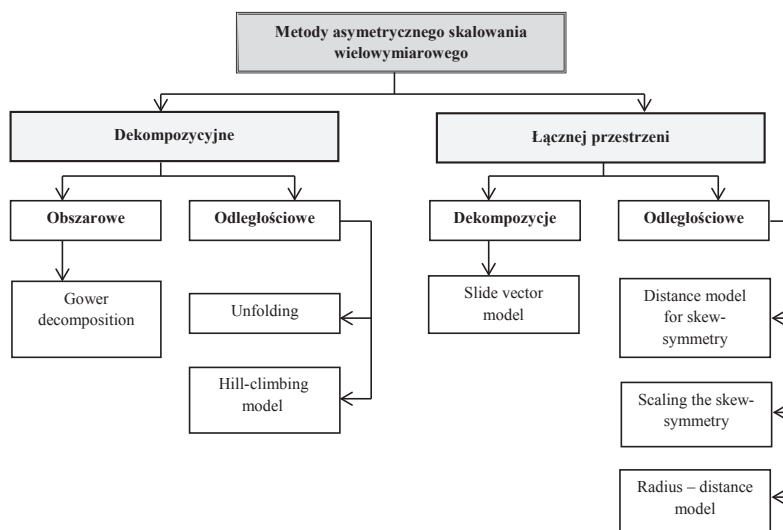 Metody asymetrycznego skalowania
wielowymiarowego
Dekompozycyjne
Łącznej przestrzeni
Obszarowe
Odległościowe
Dekompozycje
Odległościowe
Gower
decomposition
Unfolding
Hill-climbing
model
Slide vector
model
Distance model
for skew-
symmetry
Scaling the skew-
symmetry
Radius – distance
model